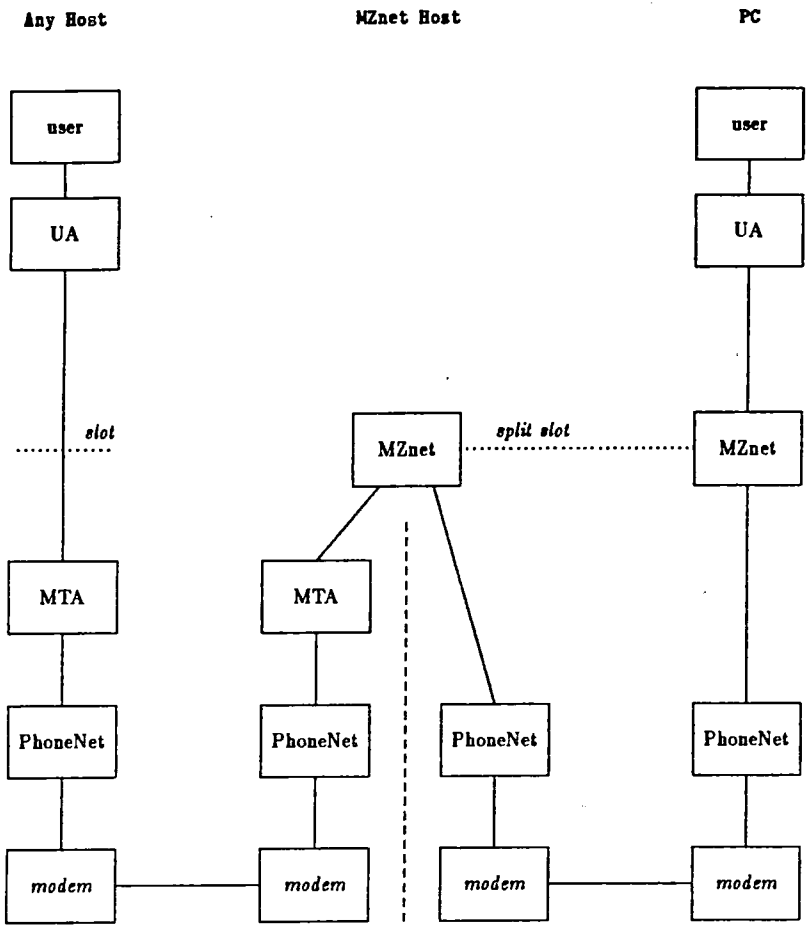 Any Host
MZnet Host
PC
user
user
UA
UA
slot
split slot
MZnet
MZnet
MTA
MTA
PhoneNet
PhoneNet
PhoneNet
PhoneNet
modem
modem
modem
modem